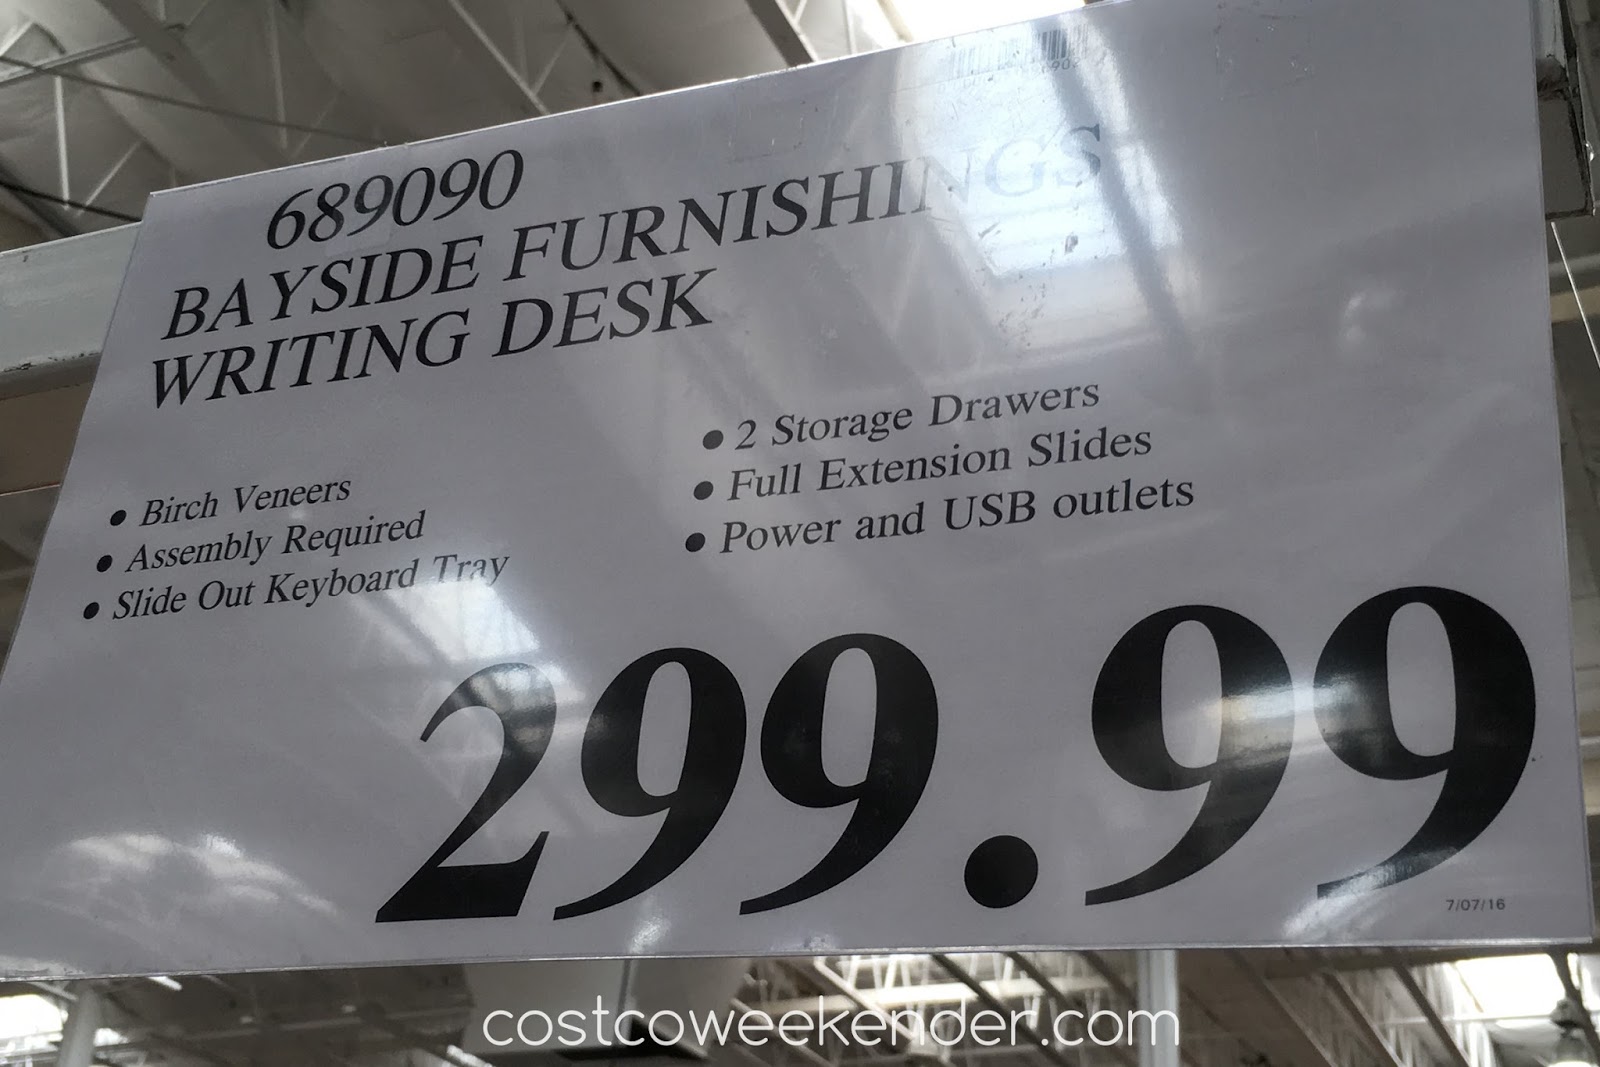 689090
BAYSIDE FURNISHINGS
WRITING DESK
• Birch Veneers
• Assembly Required
• Slide Out Keyboard Tray
• 2 Storage Drawers
• Full Extension Slides
• Power and USB outlets
299.99
7/07/16
costcoweekender.com